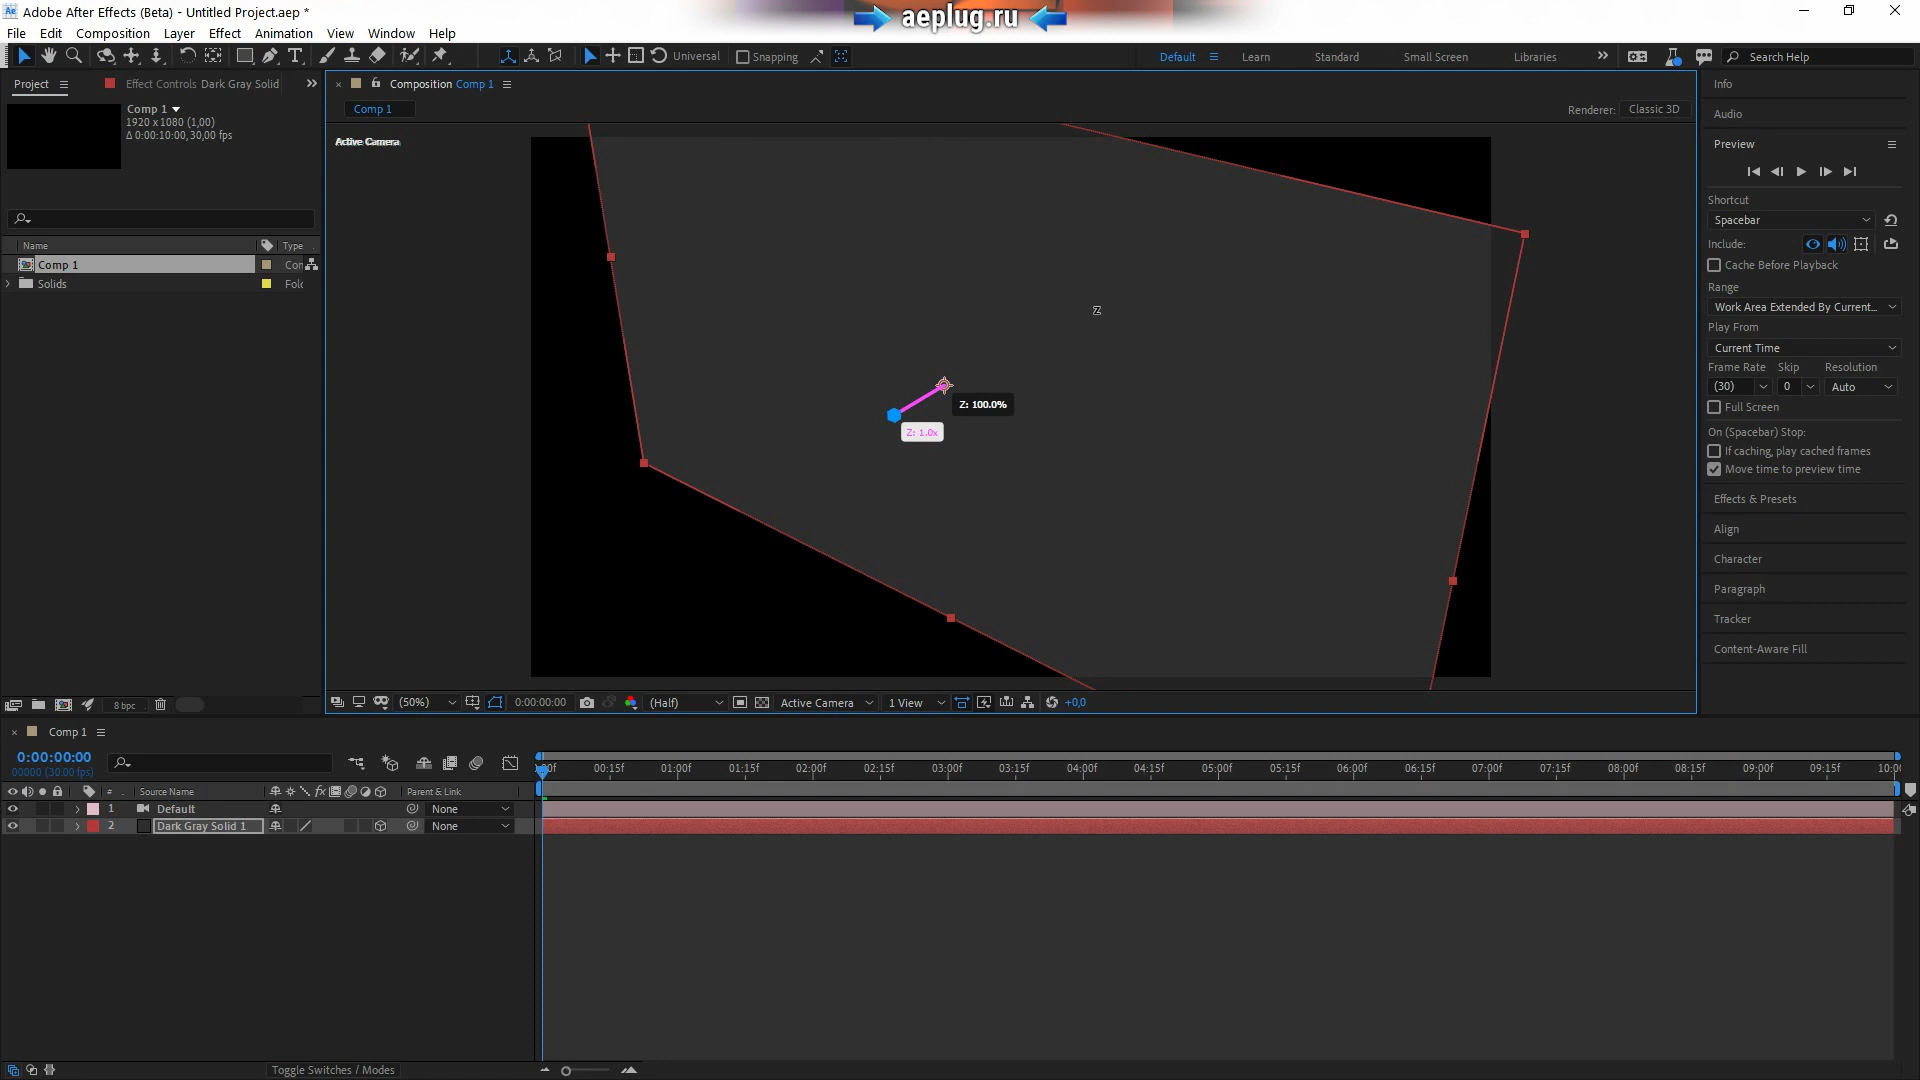 Adobe After Effects (Beta) - Untitled Project.aep *
aeplug.ru
File Edit Composition Layer Effect Animation View Window Help
Universal Snapping Default Learn Standard Small Screen Libraries Search Help
Project Effect Controls Dark Gray Solid
Comp 1
1920 x 1080 (1,00)
Δ 0:00:10:00, 30,00 fps
Name Type
Comp 1
Solids
8 bpc
Composition Comp 1
Comp 1
Renderer: Classic 3D
Active Camera
Z
Z: 100.0%
Z: 1.0x
(50%) 0:00:00:00 (Half) Active Camera 1 View +0,0
Info
Audio
Preview
Shortcut
Spacebar
Include:
Cache Before Playback
Range
Work Area Extended By Current...
Play From
Current Time
Frame Rate Skip Resolution
(30) 0 Auto
Full Screen
On (Spacebar) Stop:
If caching, play cached frames
Move time to preview time
Effects & Presets
Align
Character
Paragraph
Tracker
Content-Aware Fill
Comp 1
0:00:00:00
00000 (30.00 fps)
00:15f 01:00f 01:15f 02:00f 02:15f 03:00f 03:15f 04:00f 04:15f 05:00f 05:15f 06:00f 06:15f 07:00f 07:15f 08:00f 08:15f 09:00f 09:15f
# Source Name fx Parent & Link
1 Default None
2 Dark Gray Solid 1 None
Toggle Switches / Modes